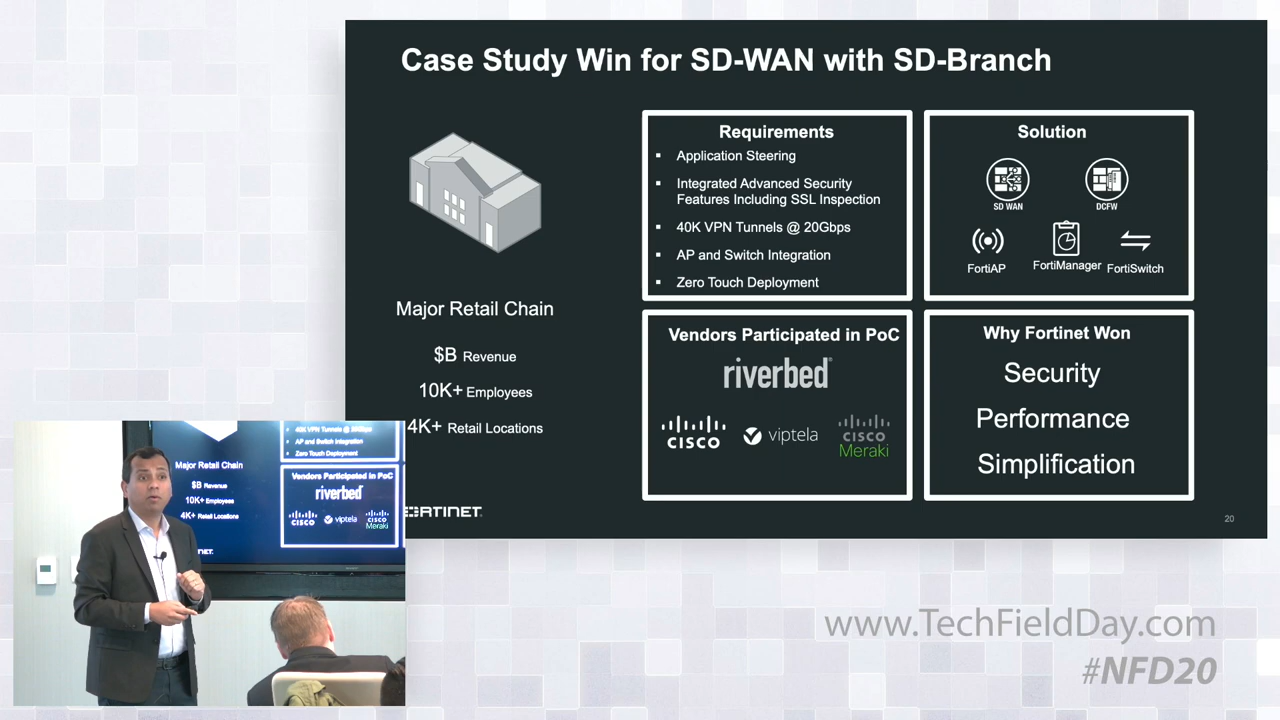 Case Study Win for SD-WAN with SD-Branch
Major Retail Chain
$B Revenue
10K+ Employees
4K+ Retail Locations
Requirements
▪ Application Steering
▪ Integrated Advanced Security
Features Including SSL Inspection
▪ 40K VPN Tunnels @ 20Gbps
▪ AP and Switch Integration
▪ Zero Touch Deployment
Solution
SD WAN
DCFW
FortiAP
FortiManager
FortiSwitch
Vendors Participated in PoC
riverbed
CISCO
viptela
CISCO
Meraki
Why Fortinet Won
Security
Performance
Simplification
20
40K VPN Tunnels @ 20Gbps
AP and Switch Integration
Zero Touch Deployment
Major Retail Chain
$B Revenue
10K+ Employees
4K+ Retail Locations
Vendors Participated in PoC
riverbed
CISCO
viptela
CISCO
Meraki
www.TechFieldDay.com
#NFD20